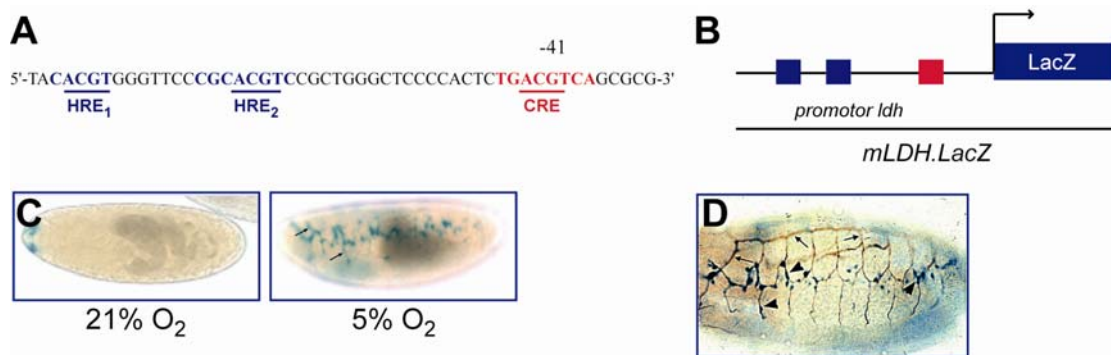 A
-41
5'-TACACGTGGGTTCCCGCACGTCCGCTGGGCTCCCCACTCTGACGTCAGCGCG-3'
HRE1 HRE2 CRE
B
LacZ
promotor ldh
mLDH.LacZ
C
21% O2 5% O2
D